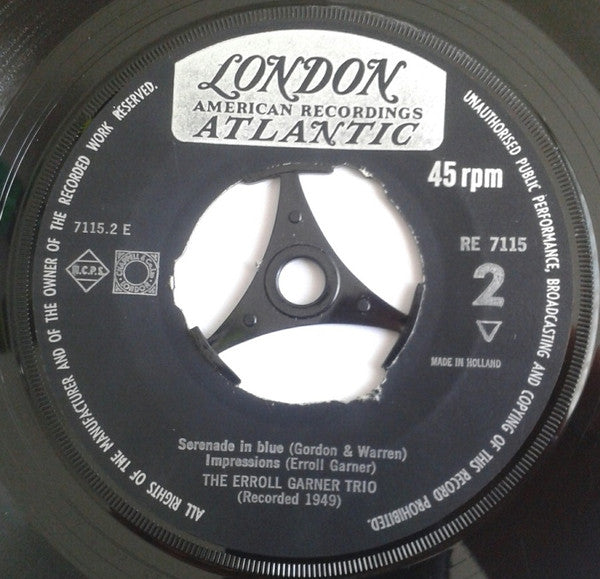 LONDON
AMERICAN RECORDINGS
ATLANTIC
45 rpm
7115.2 E
RE 7115
B.C.P.S.
2
MADE IN HOLLAND
Serenade in blue (Gordon & Warren)
Impressions (Erroll Garner)
THE ERROLL GARNER TRIO
(Recorded 1949)
ALL RIGHTS OF THE MANUFACTURER AND OF THE OWNER OF THE RECORDED WORK RESERVED.
UNAUTHORISED PUBLIC PERFORMANCE, BROADCASTING AND COPYING OF THIS RECORD PROHIBITED.